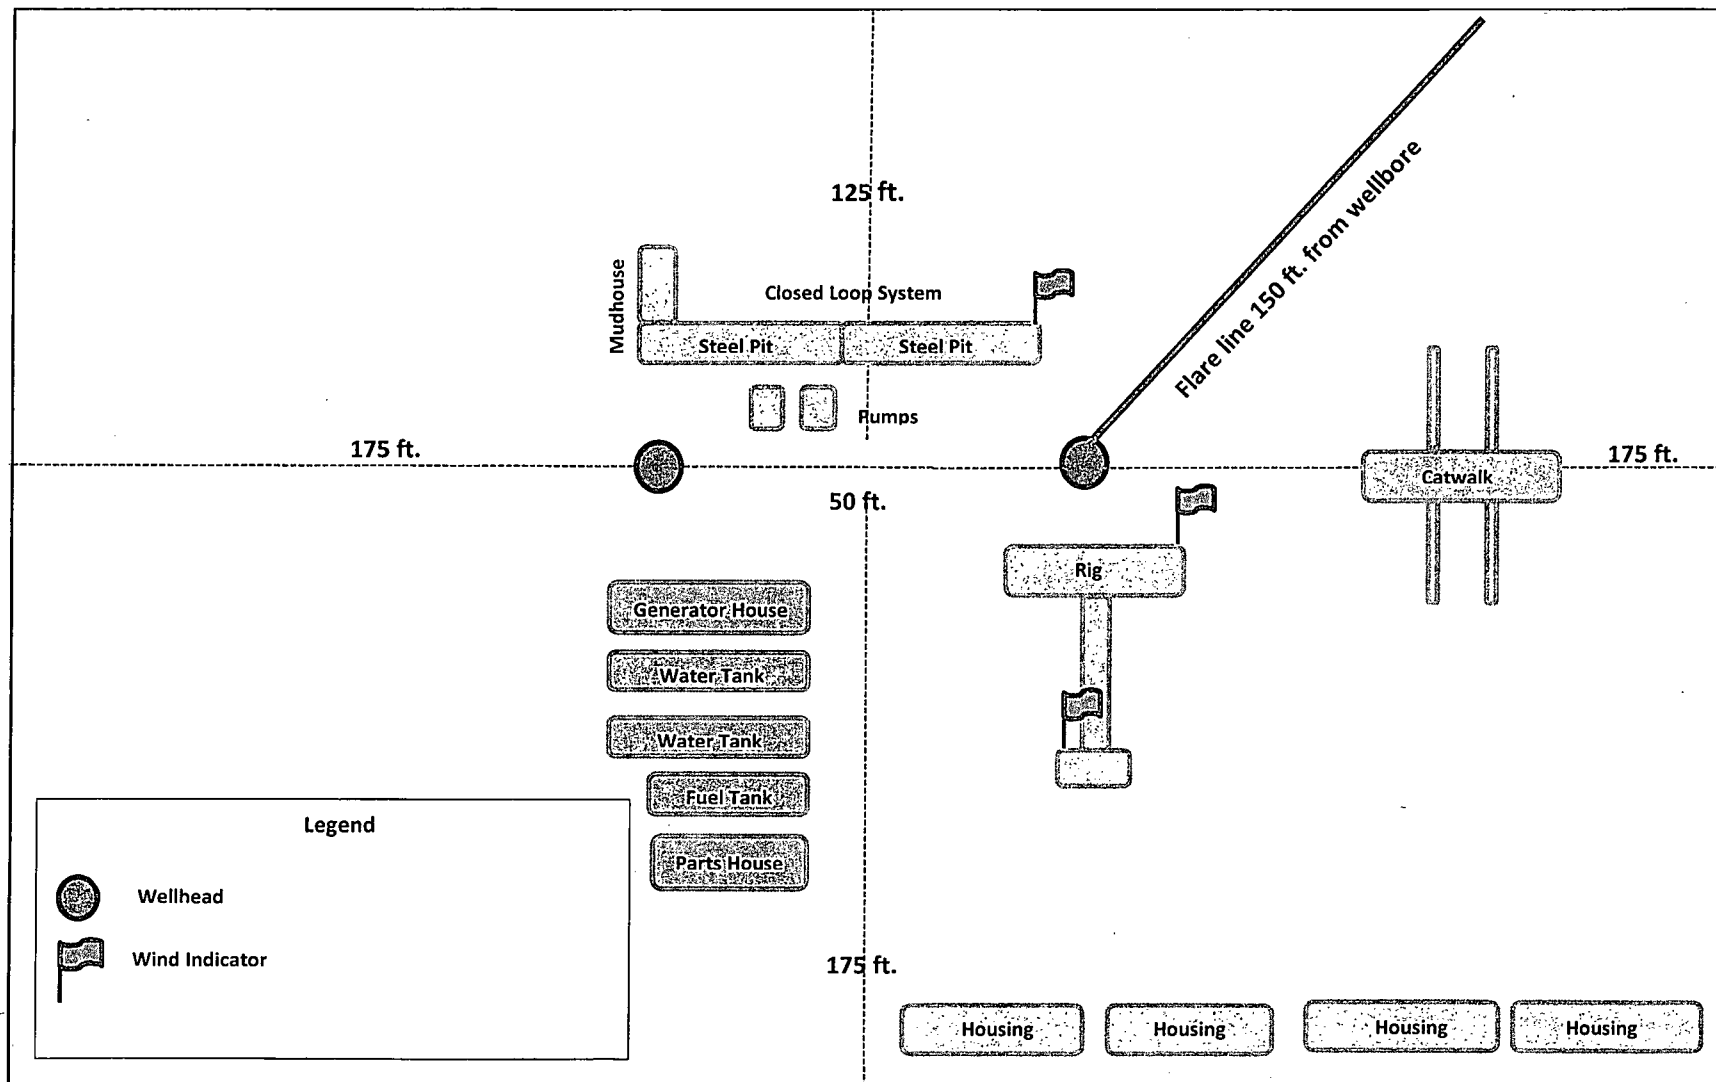 125 ft.
Flare line 150 ft. from wellbore
Mudhouse
Closed Loop System
Steel Pit
Steel Pit
Pumps
175 ft.
175 ft.
Catwalk
50 ft.
Rig
Generator House
Water Tank
Water Tank
Fuel Tank
Parts House
Legend
Wellhead
Wind Indicator
175 ft.
Housing
Housing
Housing
Housing